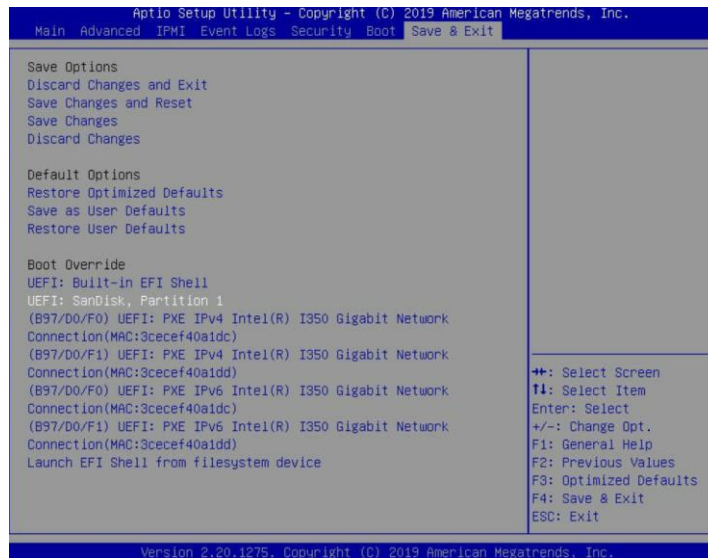 Aptio Setup Utility – Copyright (C) 2019 American Megatrends, Inc.
Main Advanced IPMI Event Logs Security Boot Save & Exit
Save Options
Discard Changes and Exit
Save Changes and Reset
Save Changes
Discard Changes
Default Options
Restore Optimized Defaults
Save as User Defaults
Restore User Defaults
Boot Override
UEFI: Built-in EFI Shell
UEFI: SanDisk, Partition 1
(B97/D0/F0) UEFI: PXE IPv4 Intel(R) I350 Gigabit Network
Connection(MAC:3cecef40a1dc)
(B97/D0/F1) UEFI: PXE IPv4 Intel(R) I350 Gigabit Network
Connection(MAC:3cecef40a1dd)
(B97/D0/F0) UEFI: PXE IPv6 Intel(R) I350 Gigabit Network
Connection(MAC:3cecef40a1dc)
(B97/D0/F1) UEFI: PXE IPv6 Intel(R) I350 Gigabit Network
Connection(MAC:3cecef40a1dd)
Launch EFI Shell from filesystem device
→←: Select Screen
↑↓: Select Item
Enter: Select
+/-: Change Opt.
F1: General Help
F2: Previous Values
F3: Optimized Defaults
F4: Save & Exit
ESC: Exit
Version 2.20.1275. Copyright (C) 2019 American Megatrends, Inc.